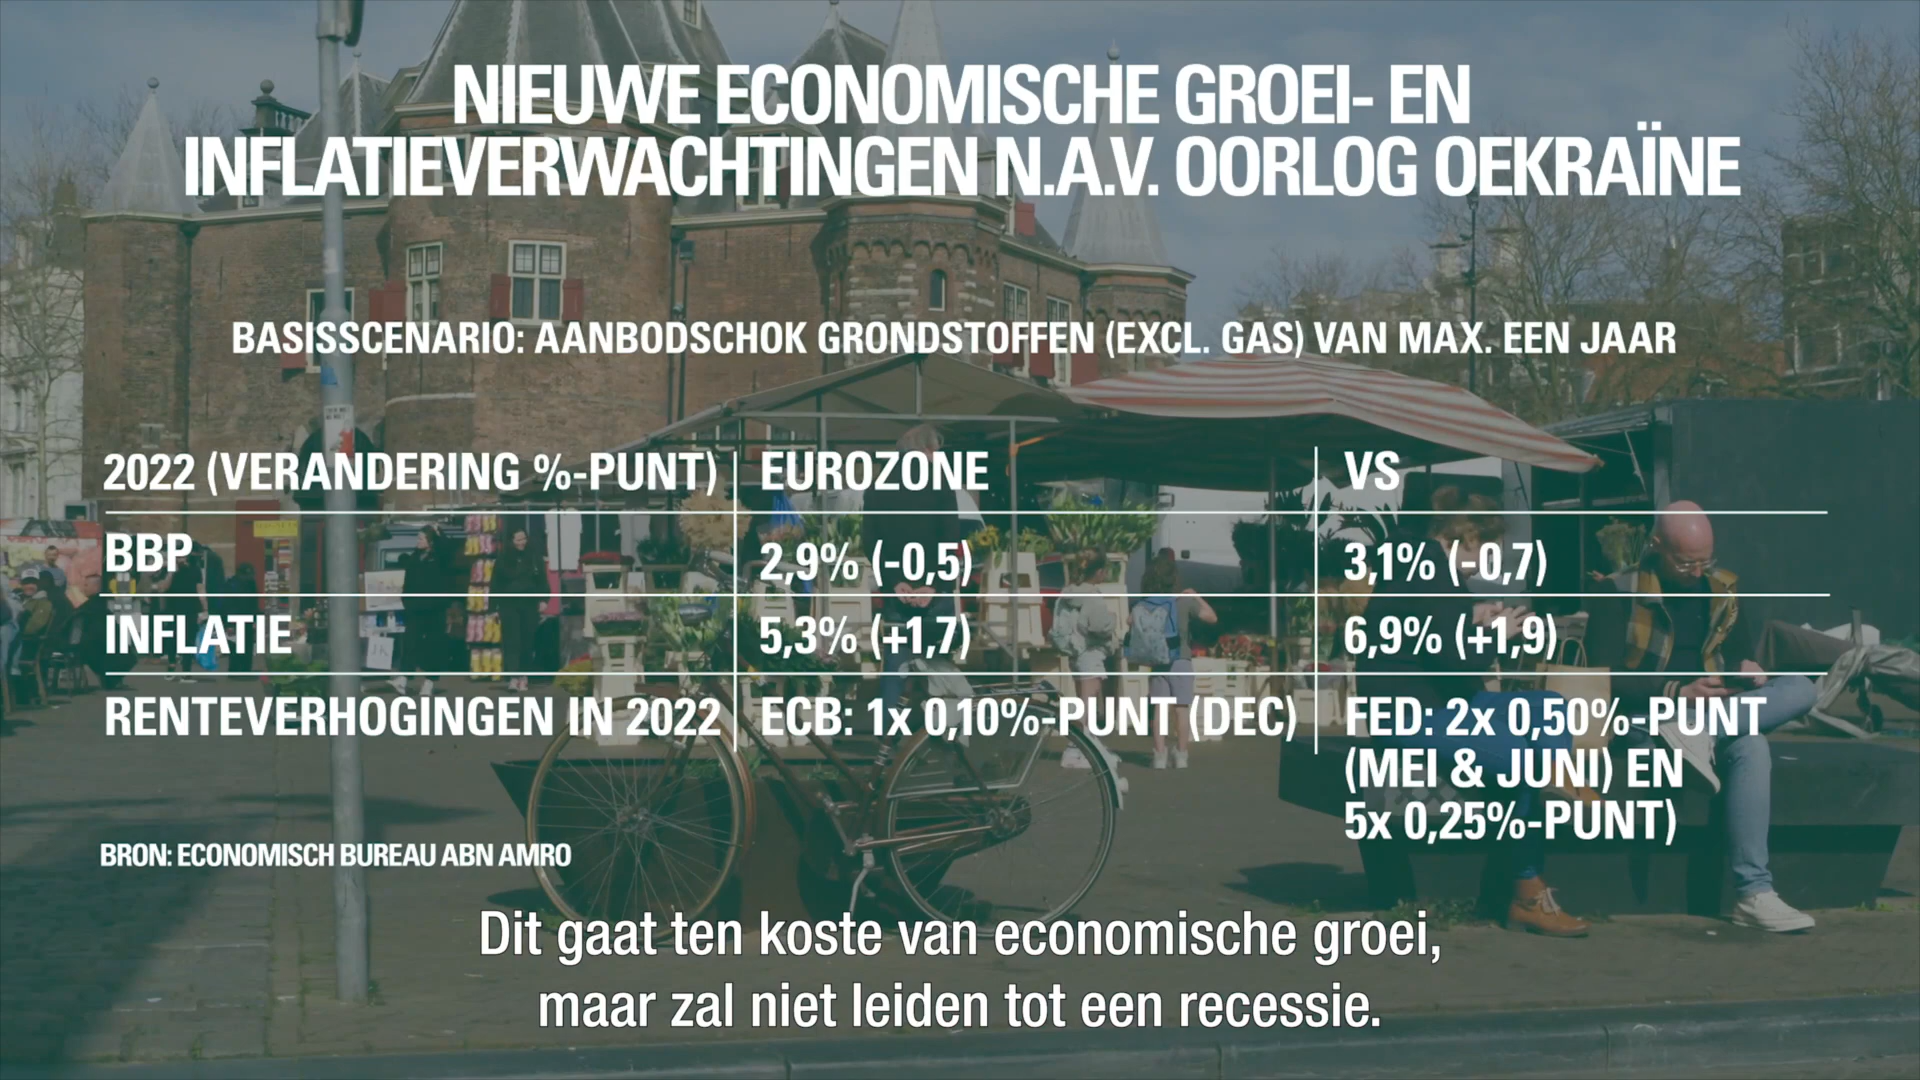 NIEUWE ECONOMISCHE GROEI- EN
INFLATIEVERWACHTINGEN N.A.V. OORLOG OEKRAÏNE
BASISSCENARIO: AANBODSCHOK GRONDSTOFFEN (EXCL. GAS) VAN MAX. EEN JAAR
2022 (VERANDERING %-PUNT) EUROZONE VS
BBP 2,9% (-0,5) 3,1% (-0,7)
INFLATIE 5,3% (+1,7) 6,9% (+1,9)
RENTEVERHOGINGEN IN 2022 ECB: 1x 0,10%-PUNT (DEC) FED: 2x 0,50%-PUNT
(MEI & JUNI) EN
5x 0,25%-PUNT)
BRON: ECONOMISCH BUREAU ABN AMRO
Dit gaat ten koste van economische groei,
maar zal niet leiden tot een recessie.